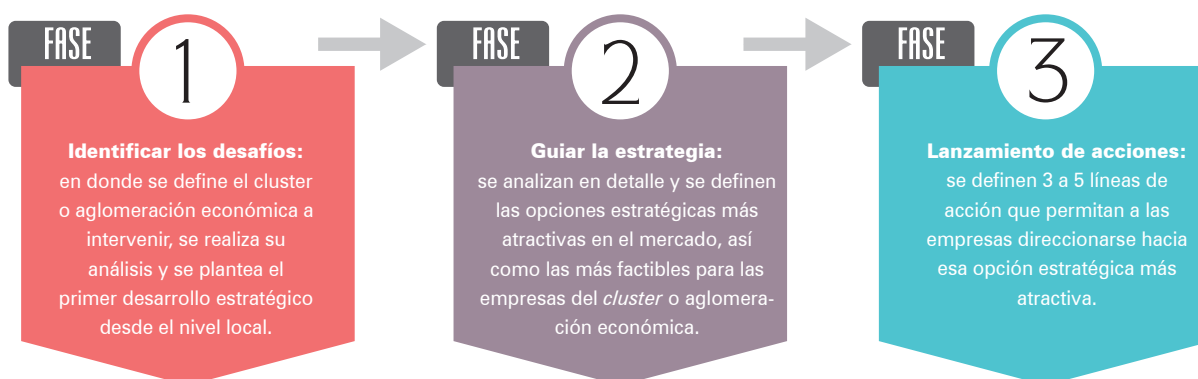 FASE
1
Identificar los desafíos:
en donde se define el cluster
o aglomeración económica a
intervenir, se realiza su
análisis y se plantea el
primer desarrollo estratégico
desde el nivel local.
FASE
2
Guiar la estrategia:
se analizan en detalle y se definen
las opciones estratégicas más
atractivas en el mercado, así
como las más factibles para las
empresas del cluster o aglomera-
ción económica.
FASE
3
Lanzamiento de acciones:
se definen 3 a 5 líneas de
acción que permitan a las
empresas direccionarse hacia
esa opción estratégica más
atractiva.